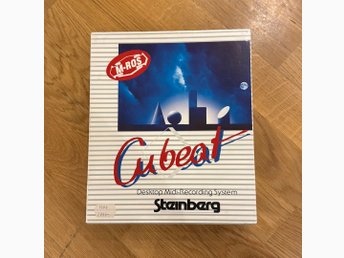 M·ROS
Cubeat
Desktop Midi-Recording System
Steinberg